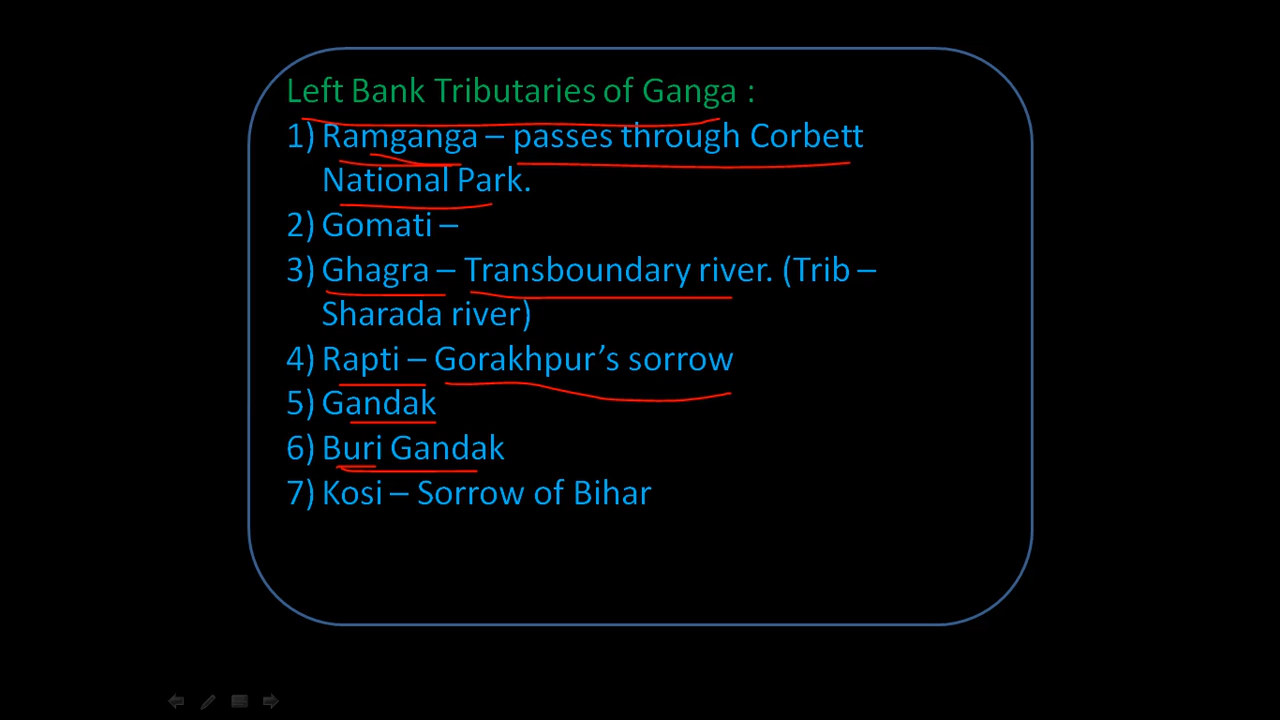 Left Bank Tributaries of Ganga :
1) Ramganga – passes through Corbett
National Park.
2) Gomati –
3) Ghagra – Transboundary river. (Trib –
Sharada river)
4) Rapti – Gorakhpur’s sorrow
5) Gandak
6) Buri Gandak
7) Kosi – Sorrow of Bihar